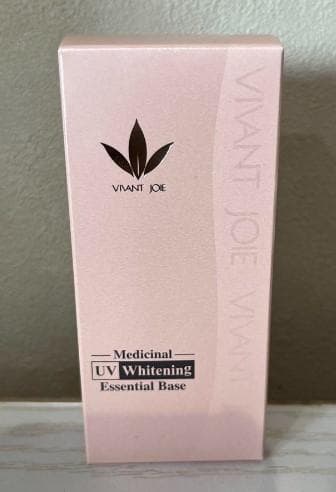 VIVANT JOIE
Medicinal
UV Whitening
Essential Base
VIVANT JOIE VIVANT